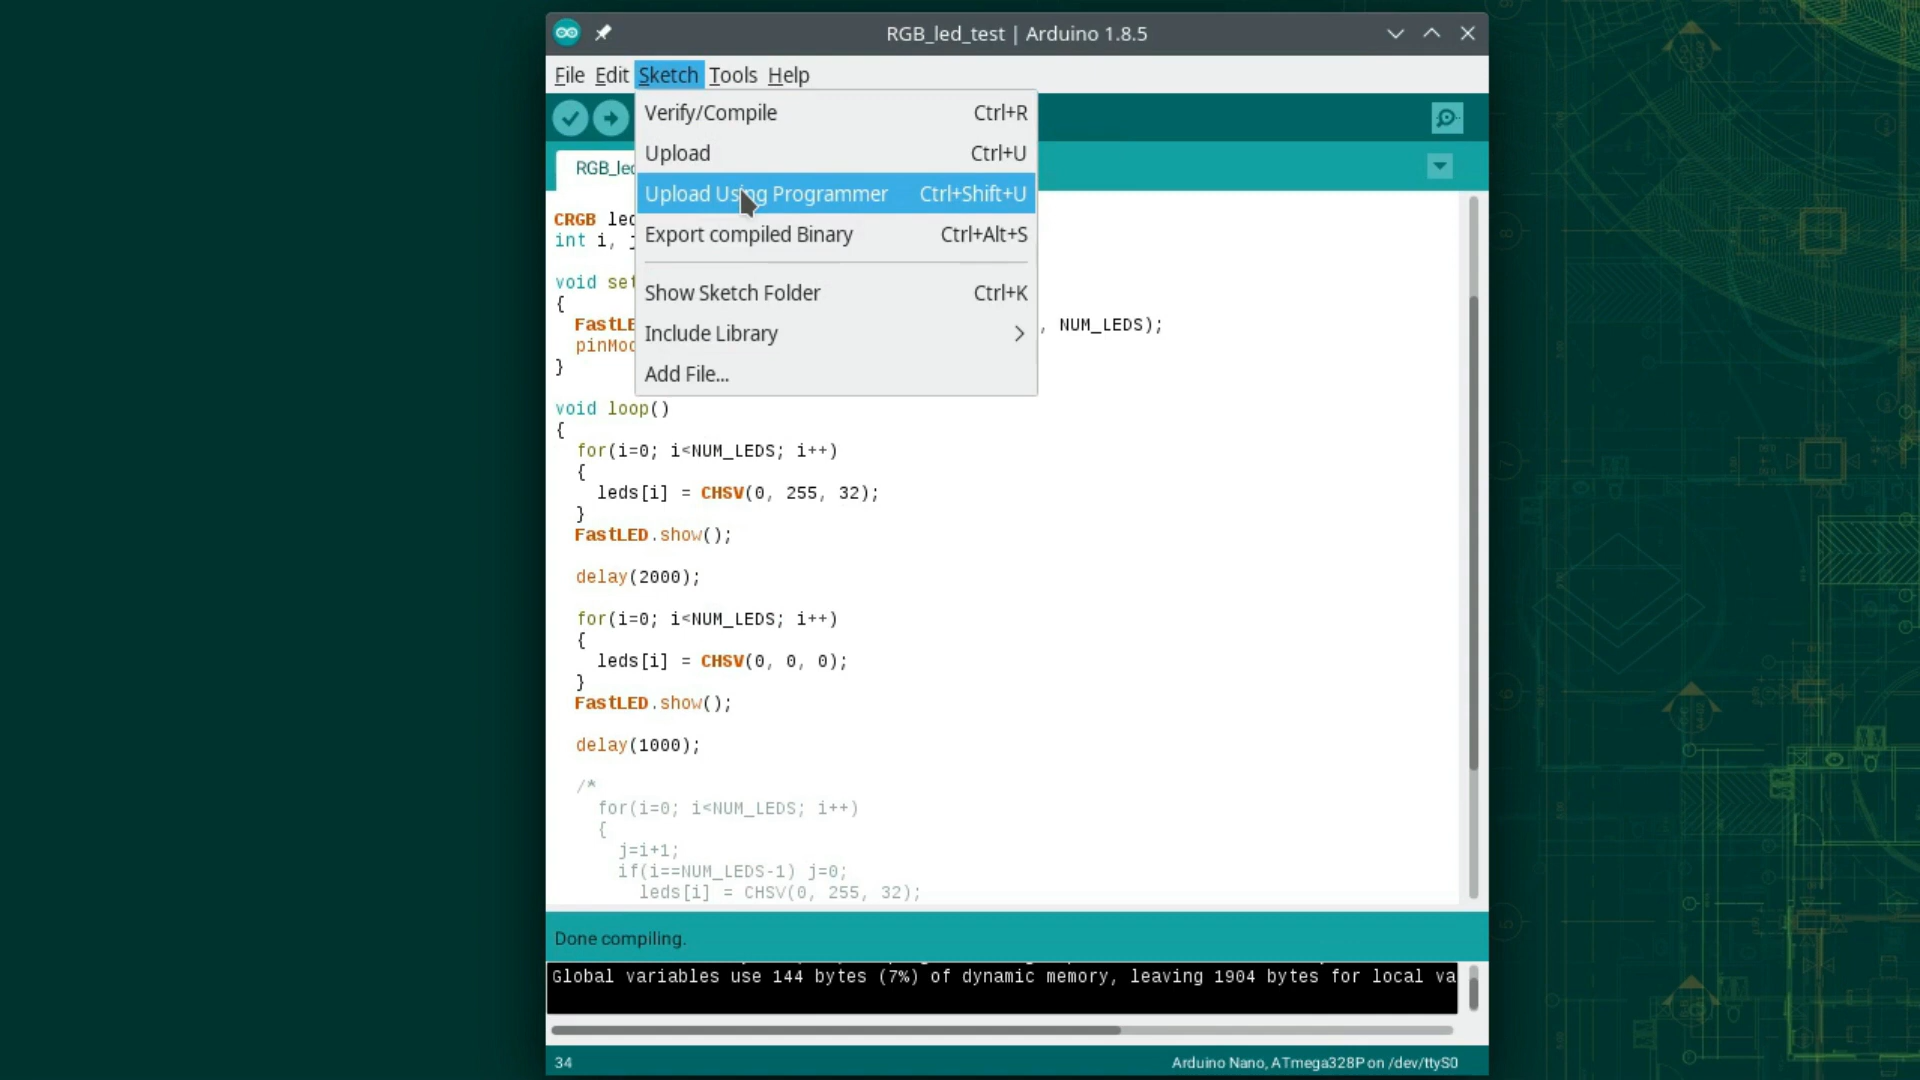 RGB_led_test | Arduino 1.8.5
File Edit Sketch Tools Help
Verify/Compile Ctrl+R
Upload Ctrl+U
Upload Using Programmer Ctrl+Shift+U
Export compiled Binary Ctrl+Alt+S
Show Sketch Folder Ctrl+K
Include Library
Add File...
RGB_led
CRGB led
int i, j
void set
{
FastLE , NUM_LEDS);
pinMod
}
void loop()
{
for(i=0; i<NUM_LEDS; i++)
{
leds[i] = CHSV(0, 255, 32);
}
FastLED.show();
delay(2000);
for(i=0; i<NUM_LEDS; i++)
{
leds[i] = CHSV(0, 0, 0);
}
FastLED.show();
delay(1000);
/*
for(i=0; i<NUM_LEDS; i++)
{
j=i+1;
if(i==NUM_LEDS-1) j=0;
leds[i] = CHSV(0, 255, 32);
Done compiling.
Global variables use 144 bytes (7%) of dynamic memory, leaving 1904 bytes for local va
34 Arduino Nano, ATmega328P on /dev/ttyS0